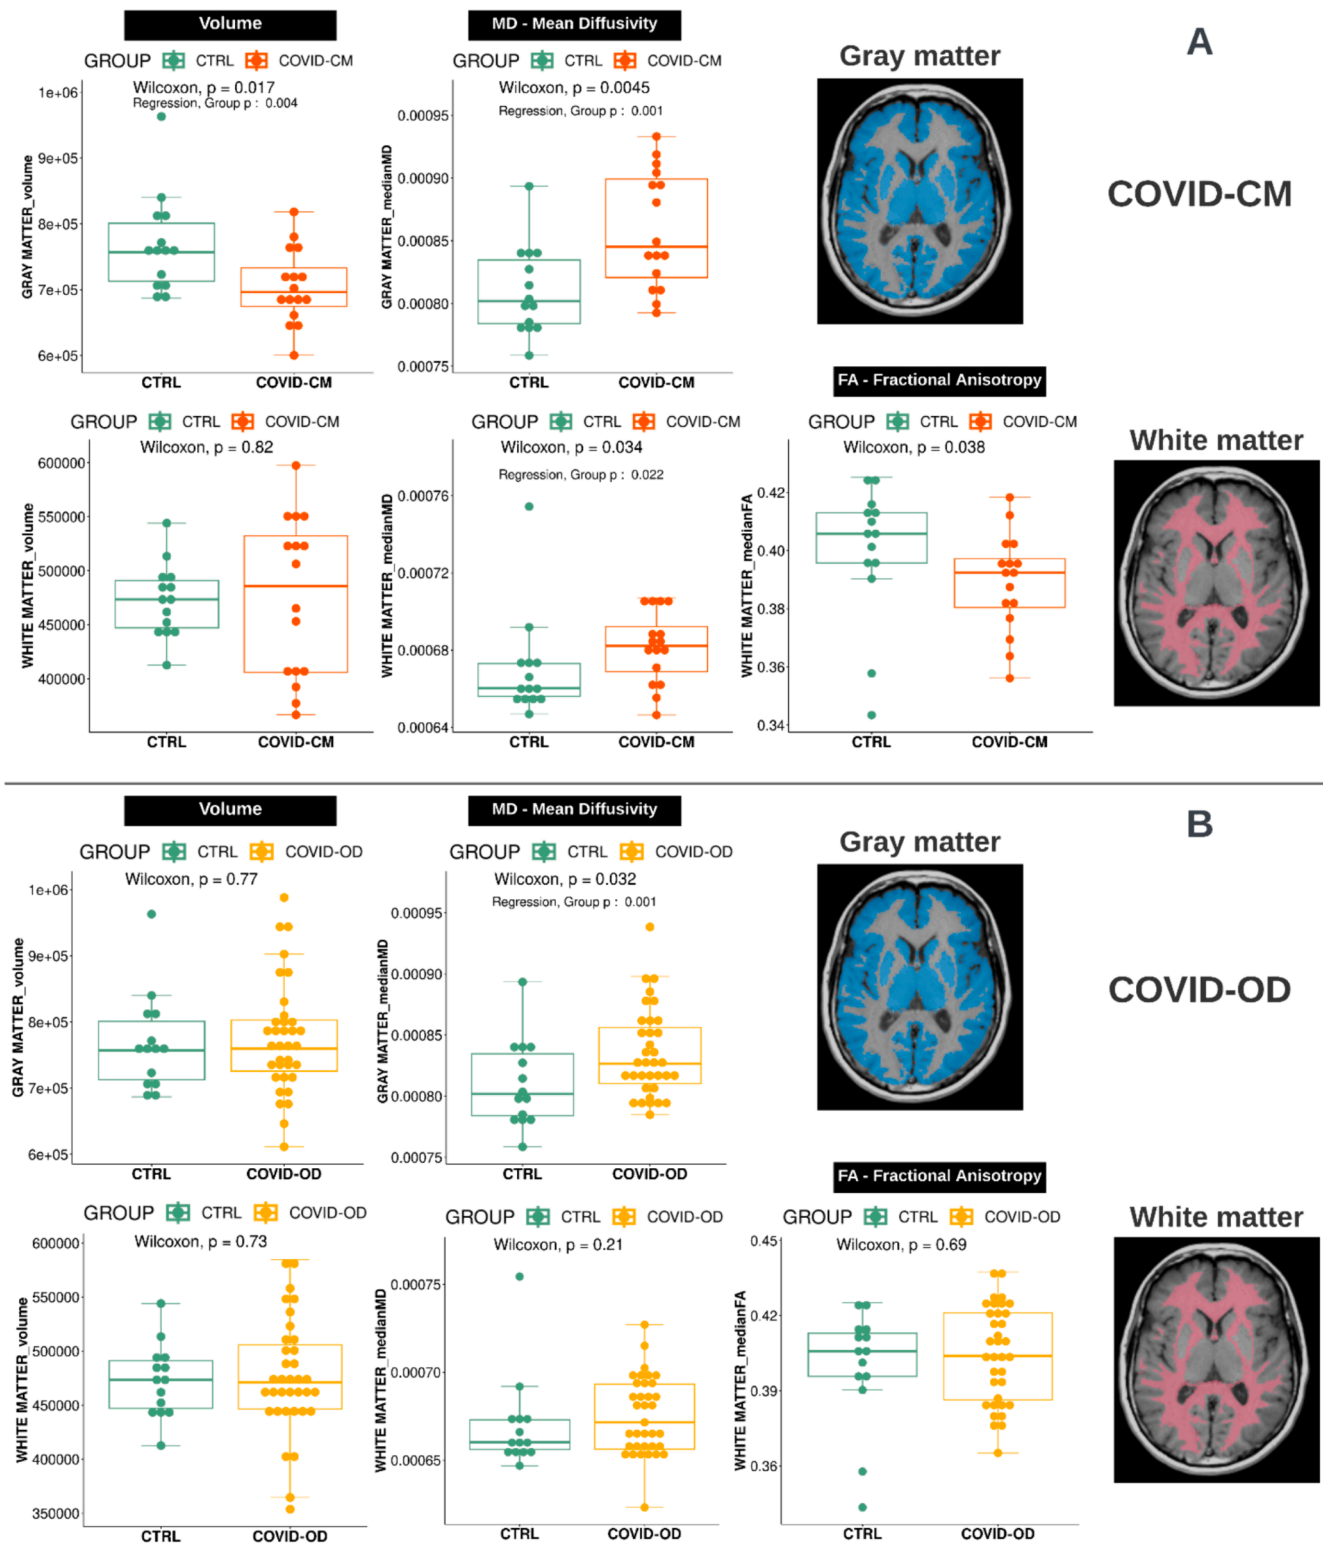 Volume
MD - Mean Diffusivity
A
GROUP CTRL COVID-CM
GROUP CTRL COVID-CM
Gray matter
Wilcoxon, p = 0.017
Regression, Group p : 0.004
Wilcoxon, p = 0.0045
Regression, Group p : 0.001
GRAY MATTER_volume
1e+06
9e+05
8e+05
7e+05
6e+05
CTRL COVID-CM
GRAY MATTER_medianMD
0.00095
0.00090
0.00085
0.00080
0.00075
CTRL COVID-CM
COVID-CM
FA - Fractional Anisotropy
GROUP CTRL COVID-CM
Wilcoxon, p = 0.82
WHITE MATTER_volume
600000
550000
500000
450000
400000
CTRL COVID-CM
GROUP CTRL COVID-CM
Wilcoxon, p = 0.034
Regression, Group p : 0.022
WHITE MATTER_medianMD
0.00076
0.00072
0.00068
0.00064
CTRL COVID-CM
GROUP CTRL COVID-CM
Wilcoxon, p = 0.038
WHITE MATTER_medianFA
0.42
0.40
0.38
0.36
0.34
CTRL COVID-CM
White matter
Volume
MD - Mean Diffusivity
B
GROUP CTRL COVID-OD
GROUP CTRL COVID-OD
Gray matter
Wilcoxon, p = 0.77
Wilcoxon, p = 0.032
Regression, Group p : 0.001
GRAY MATTER_volume
1e+06
9e+05
8e+05
7e+05
6e+05
CTRL COVID-OD
GRAY MATTER_medianMD
0.00095
0.00090
0.00085
0.00080
0.00075
CTRL COVID-OD
COVID-OD
FA - Fractional Anisotropy
GROUP CTRL COVID-OD
Wilcoxon, p = 0.73
WHITE MATTER_volume
600000
550000
500000
450000
400000
350000
CTRL COVID-OD
GROUP CTRL COVID-OD
Wilcoxon, p = 0.21
WHITE MATTER_medianMD
0.00075
0.00070
0.00065
CTRL COVID-OD
GROUP CTRL COVID-OD
Wilcoxon, p = 0.69
WHITE MATTER_medianFA
0.45
0.42
0.39
0.36
CTRL COVID-OD
White matter